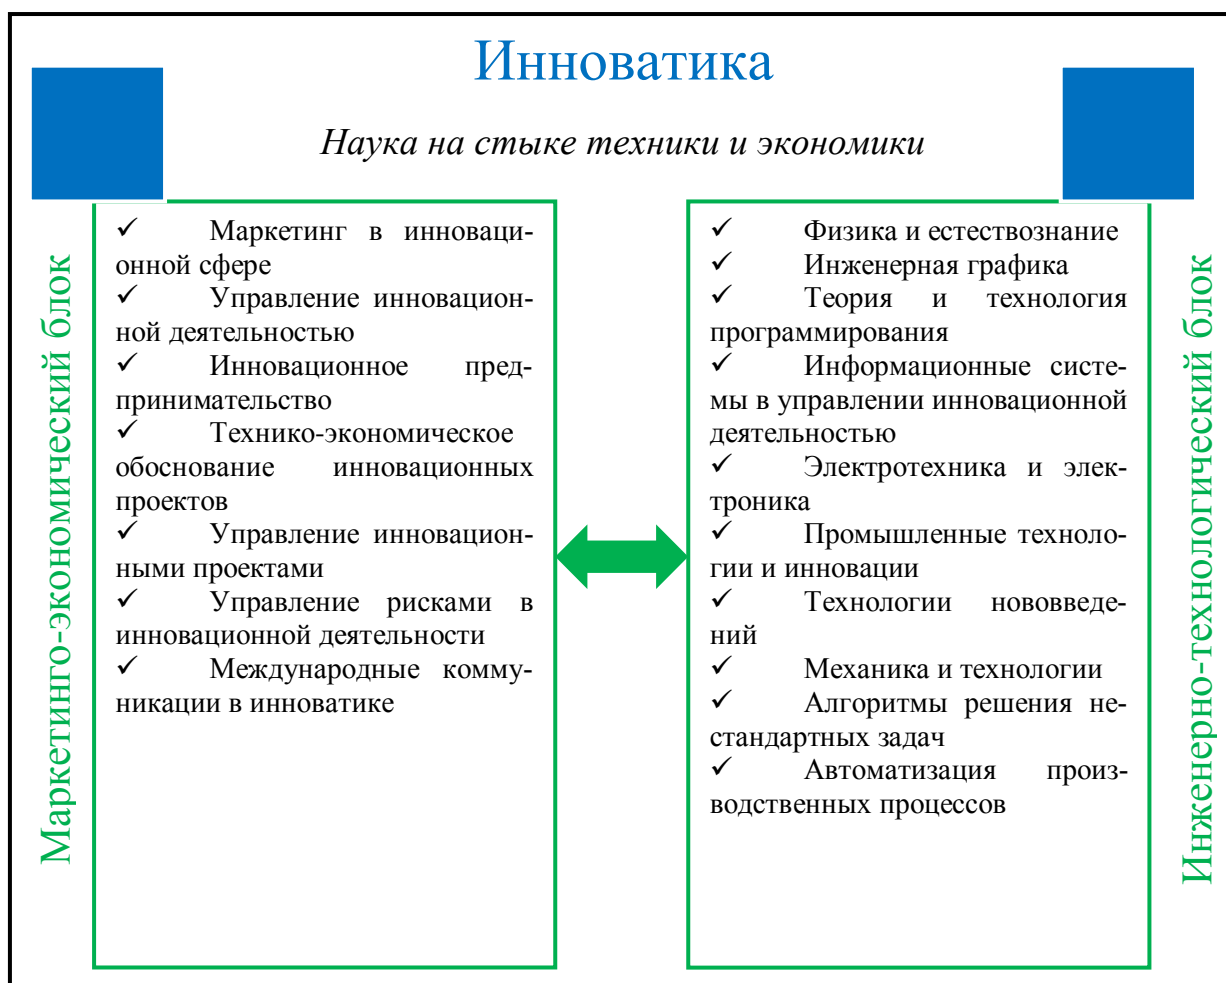 Инноватика
Наука на стыке техники и экономики
Маркетинго-экономический блок
✓ Маркетинг в инноваци-
онной сфере
✓ Управление инновацион-
ной деятельностью
✓ Инновационное пред-
принимательство
✓ Технико-экономическое
обоснование инновационных
проектов
✓ Управление инновацион-
ными проектами
✓ Управление рисками в
инновационной деятельности
✓ Международные комму-
никации в инноватике
✓ Физика и естествознание
✓ Инженерная графика
✓ Теория и технология
программирования
✓ Информационные систе-
мы в управлении инновационной
деятельностью
✓ Электротехника и элек-
троника
✓ Промышленные техноло-
гии и инновации
✓ Технологии нововведе-
ний
✓ Механика и технологии
✓ Алгоритмы решения не-
стандартных задач
✓ Автоматизация произ-
водственных процессов
Инженерно-технологический блок